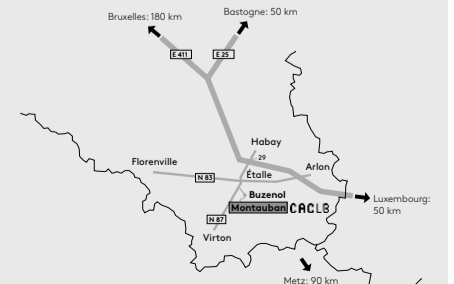 Bruxelles: 180 km
Bastogne: 50 km
E 411
E 25
Habay
29
Florenville
Arlon
Étalle
N 83
Buzenol
Montauban CACLB
Luxembourg:
50 km
N 87
Virton
Metz: 90 km